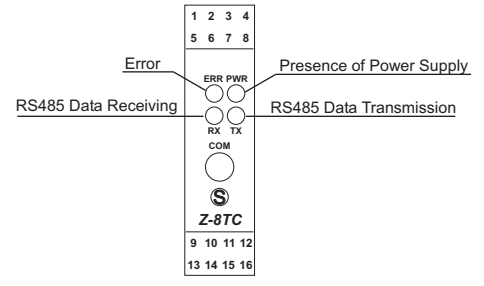 1 2 3 4
5 6 7 8
Error
ERR PWR
Presence of Power Supply
RS485 Data Receiving
RS485 Data Transmission
RX TX
COM
S
Z-8TC
9 10 11 12
13 14 15 16